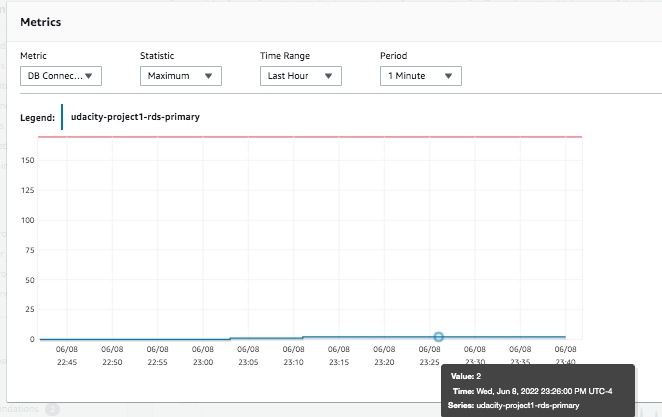 Metrics
Metric Statistic Time Range Period
DB Connec... Maximum Last Hour 1 Minute
Legend: udacity-project1-rds-primary
150
125
100
75
50
25
0
06/08 06/08 06/08 06/08 06/08 06/08 06/08 06/08 06/08 06/08 06/08 06/08
22:45 22:50 22:55 23:00 23:05 23:10 23:15 23:20 23:25 23:30 23:35 23:40
Value: 2
Time: Wed, Jun 8, 2022 23:26:00 PM UTC-4
Series: udacity-project1-rds-primary
2